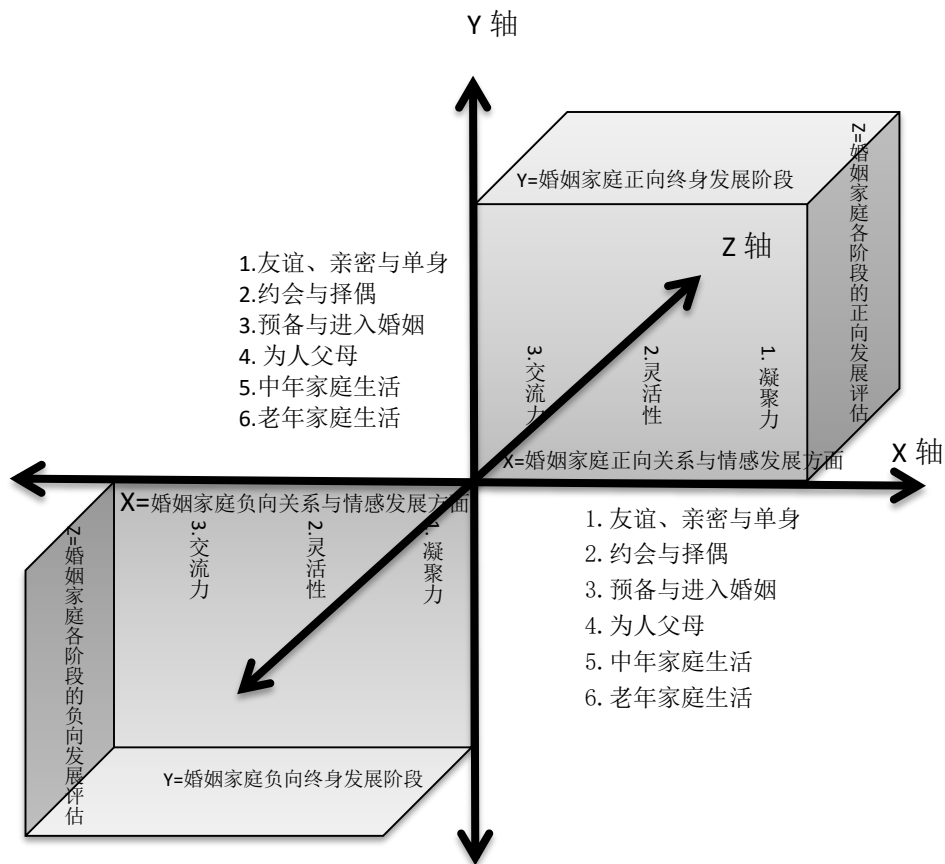 Y 轴
Y=婚姻家庭正向终身发展阶段
Z=婚姻家庭各阶段的正向发展评估
Z 轴
1.友谊、亲密与单身
2.约会与择偶
3.预备与进入婚姻
4. 为人父母
5.中年家庭生活
6.老年家庭生活
3.交流力
2.灵活性
1. 凝聚力
X=婚姻家庭正向关系与情感发展方面
X 轴
X=婚姻家庭负向关系与情感发展方面
3.交流力
2.灵活性
1. 凝聚力
Z=婚姻家庭各阶段的负向发展评估
1. 友谊、亲密与单身
2. 约会与择偶
3. 预备与进入婚姻
4. 为人父母
5. 中年家庭生活
6. 老年家庭生活
Y=婚姻家庭负向终身发展阶段